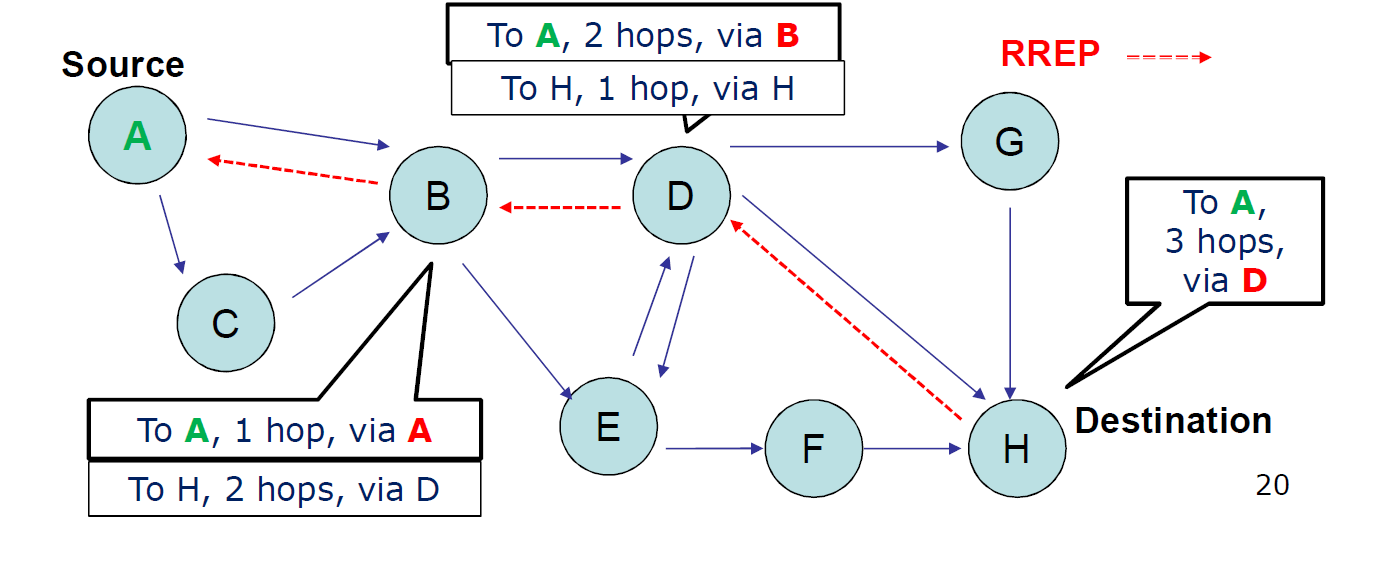 To A, 2 hops, via B
To H, 1 hop, via H
RREP
Source
A
B
D
G
C
To A,
3 hops,
via D
E
F
H
Destination
To A, 1 hop, via A
To H, 2 hops, via D
20